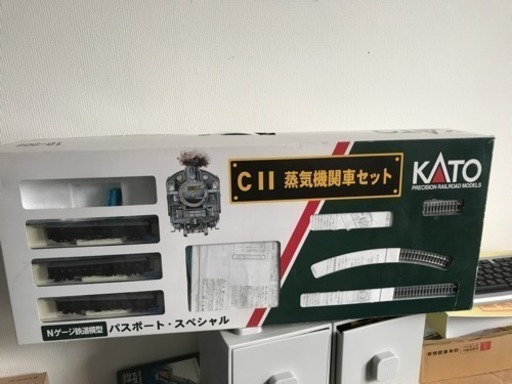 C11 蒸気機関車セット
KATO
PRECISION RAILROAD MODELS
Nゲージ鉄道模型
パスポート・スペシャル
KATO